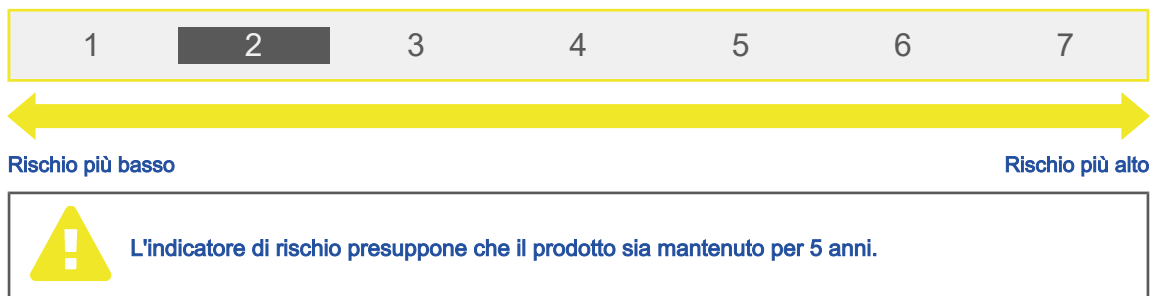 1 2 3 4 5 6 7
Rischio più basso Rischio più alto
L'indicatore di rischio presuppone che il prodotto sia mantenuto per 5 anni.